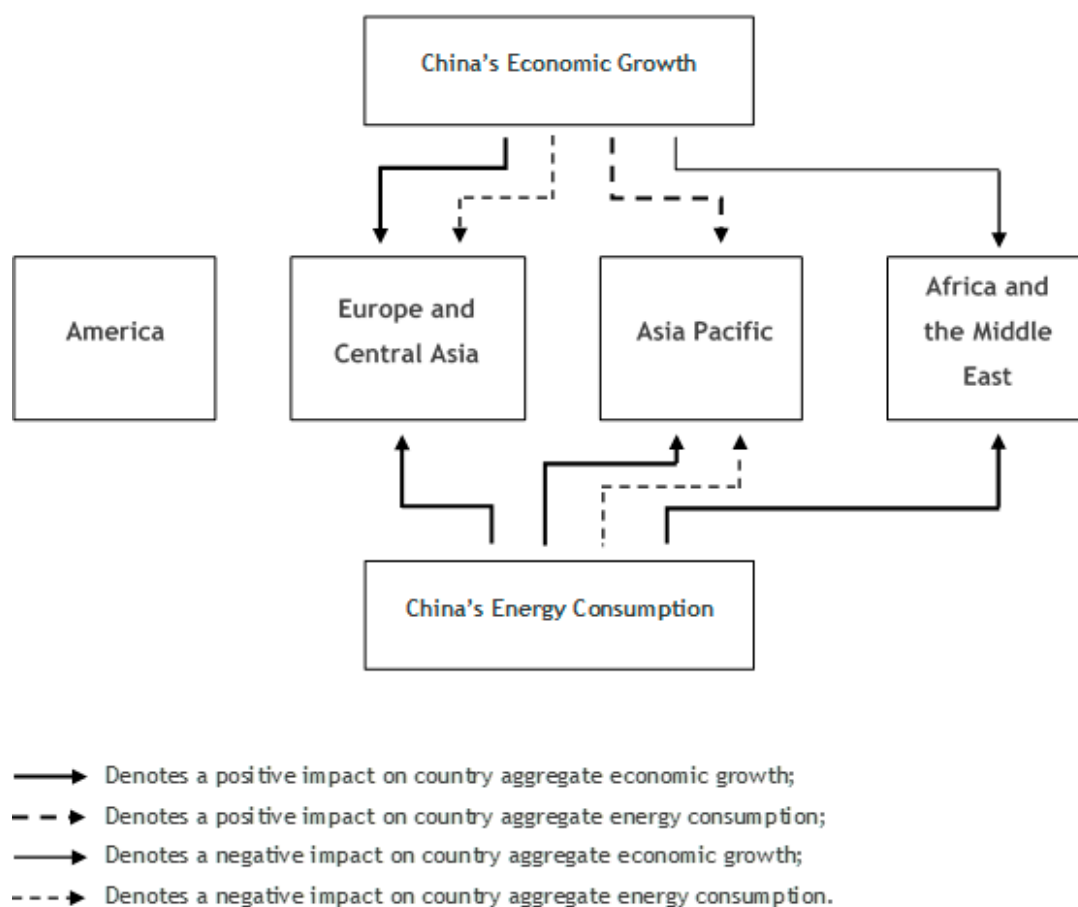 China's Economic Growth
America
Europe and
Central Asia
Asia Pacific
Africa and
the Middle
East
China's Energy Consumption
Denotes a positive impact on country aggregate economic growth;
Denotes a positive impact on country aggregate energy consumption;
Denotes a negative impact on country aggregate economic growth;
Denotes a negative impact on country aggregate energy consumption.